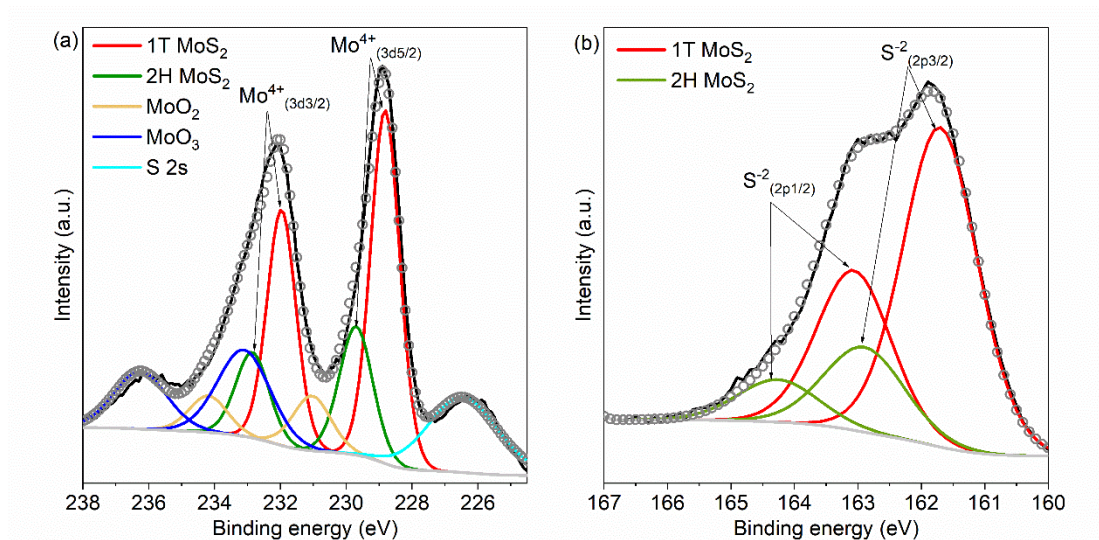 (a)
1T MoS₂
2H MoS₂
MoO₂
MoO₃
S 2s
Mo⁴⁺(3d3/2)
Mo⁴⁺(3d5/2)
Intensity (a.u.)
238 236 234 232 230 228 226
Binding energy (eV)
(b)
1T MoS₂
2H MoS₂
S⁻²(2p3/2)
S⁻²(2p1/2)
Intensity (a.u.)
167 166 165 164 163 162 161 160
Binding energy (eV)